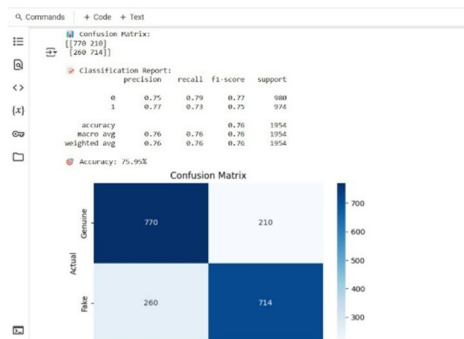 Commands + Code + Text
Confusion Matrix:
[[770 210]
[260 714]]
Classification Report:
precision recall f1-score support
0 0.75 0.79 0.77 980
1 0.77 0.73 0.75 974
accuracy 0.76 1954
macro avg 0.76 0.76 0.76 1954
weighted avg 0.76 0.76 0.76 1954
Accuracy: 75.95%
Confusion Matrix
Genuine
770 210
700
600
500
Actual
Fake
260 714
400
300